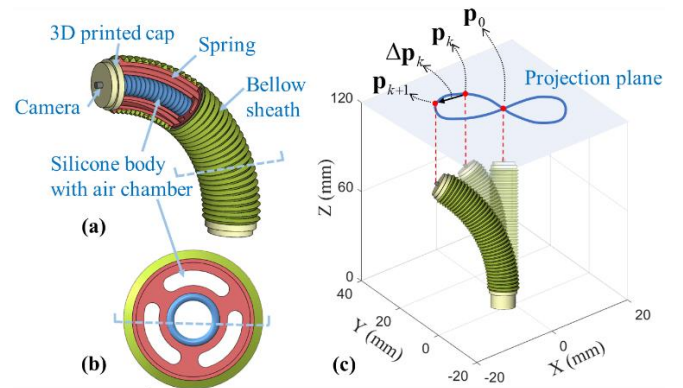 3D printed cap
Spring
Camera
Bellow
sheath
Silicone body
with air chamber
(a)
(b)
p0
pk
Δpk
pk+1
Projection plane
120
60
0
Z (mm)
40
20
0
-20
Y (mm)
-20
0
20
X (mm)
(c)